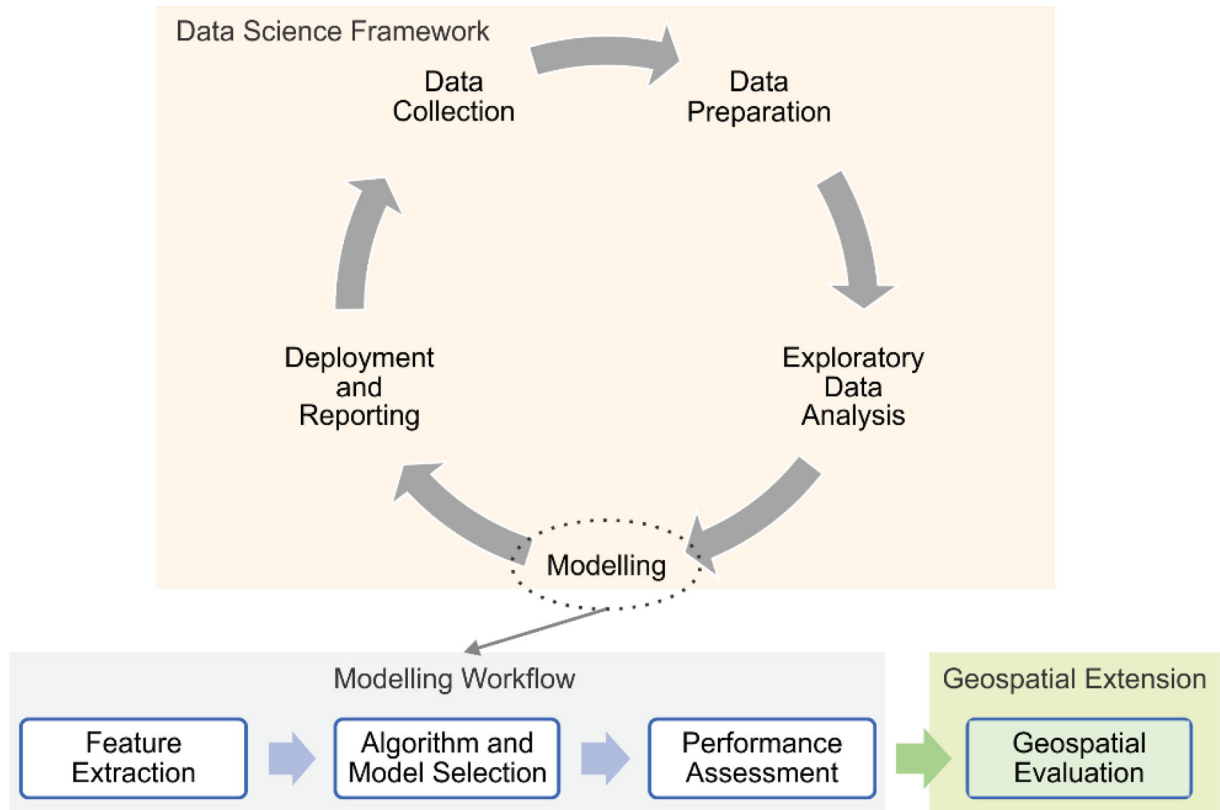 Data Science Framework
Data
Collection
Data
Preparation
Exploratory
Data
Analysis
Modelling
Deployment
and
Reporting
Modelling Workflow
Feature
Extraction
Algorithm and
Model Selection
Performance
Assessment
Geospatial Extension
Geospatial
Evaluation